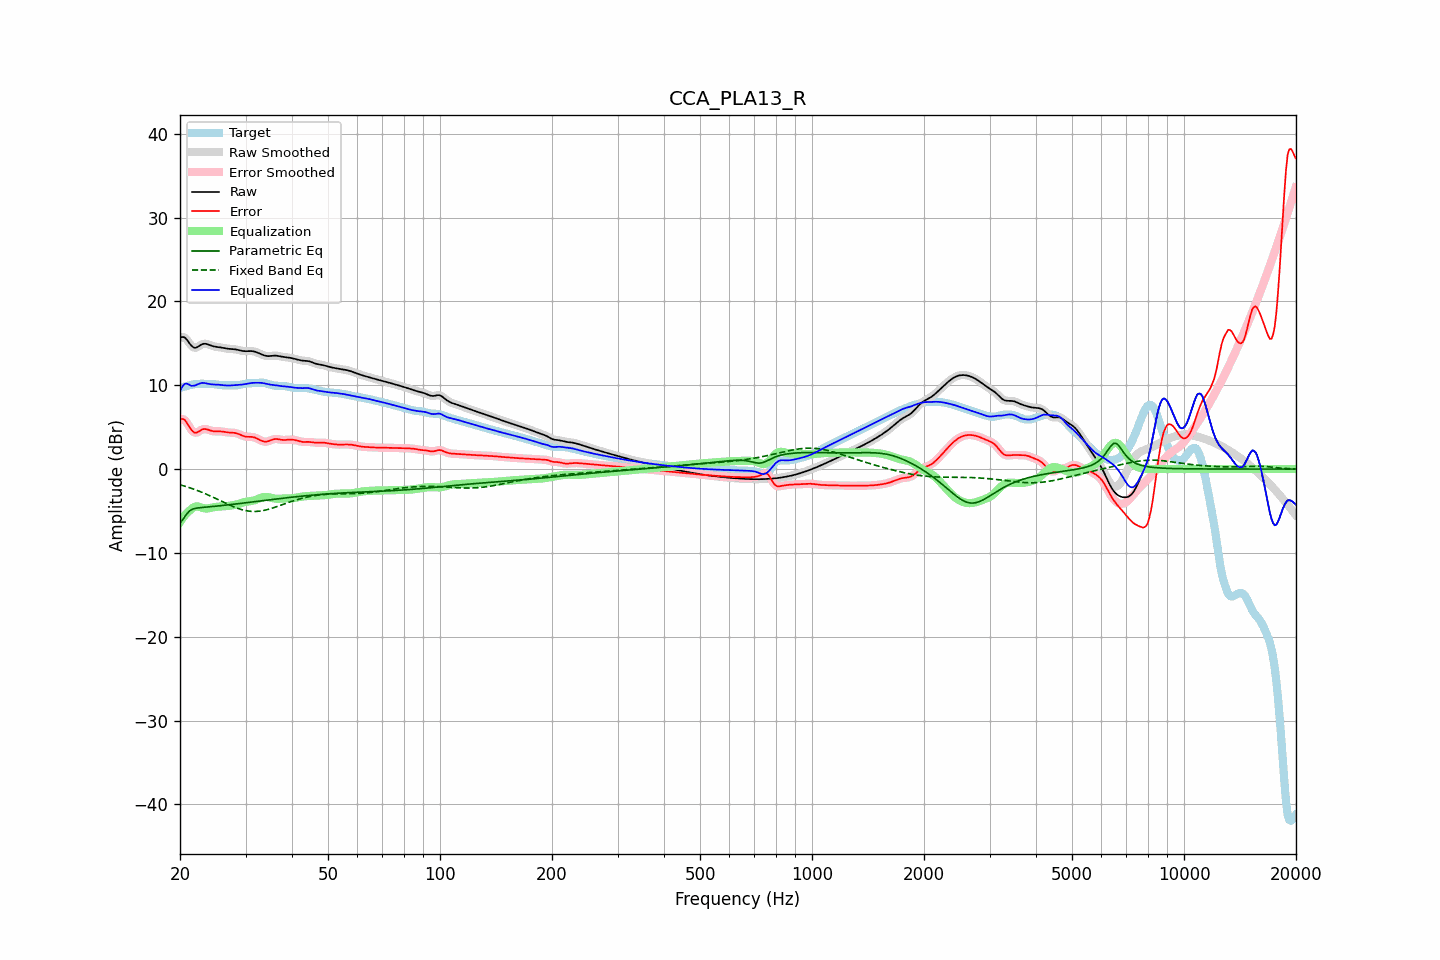 CCA_PLA13_R
Target
Raw Smoothed
Error Smoothed
Raw
Error
Equalization
Parametric Eq
Fixed Band Eq
Equalized
Amplitude (dBr)
40
30
20
10
0
−10
−20
−30
−40
20 50 100 200 500 1000 2000 5000 10000 20000
Frequency (Hz)